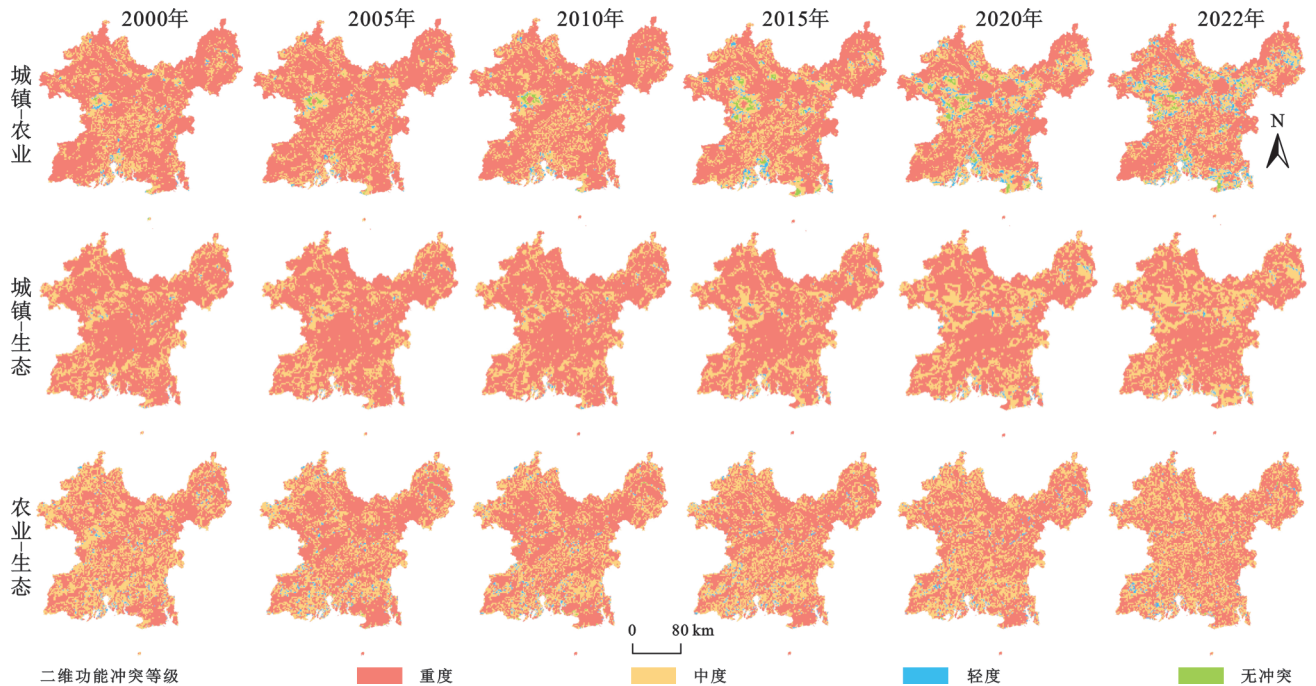 2000年 2005年 2010年 2015年 2020年 2022年
城镇–农业
N
城镇–生态
农业–生态
0 80 km
二维功能冲突等级 重度 中度 轻度 无冲突